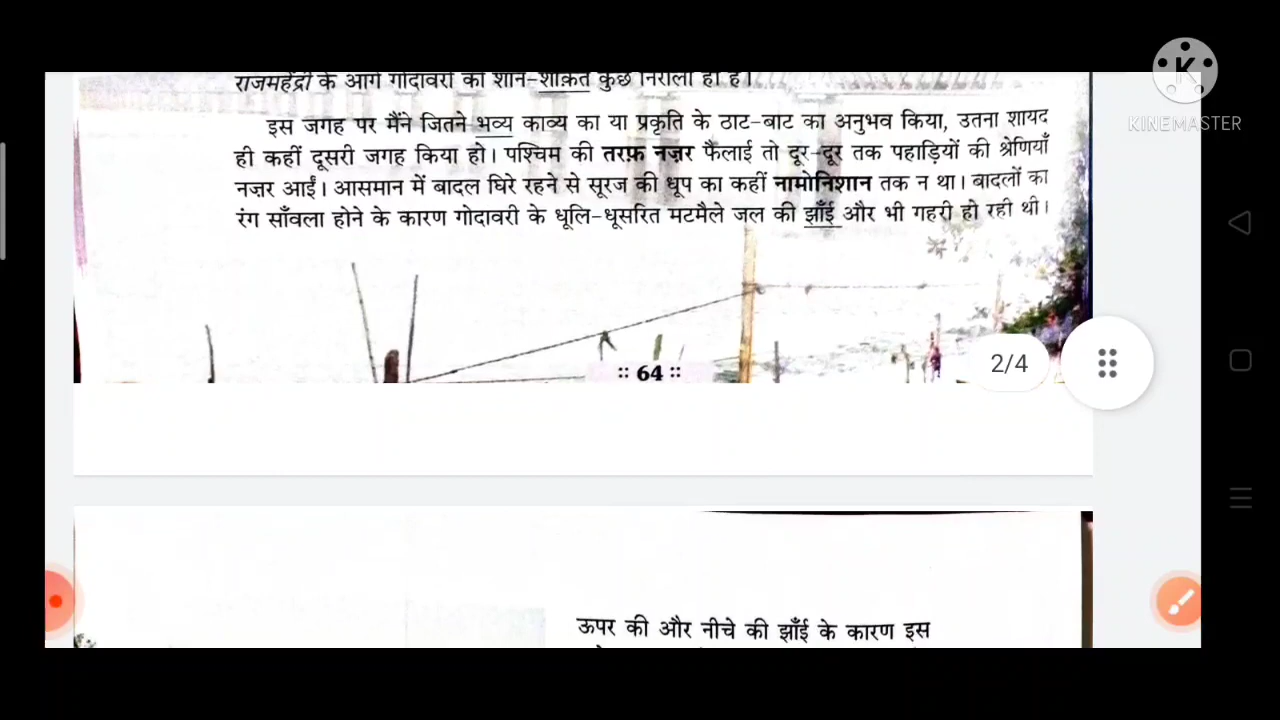 राजमहेंद्री के आगे गोदावरी की शान-शौक़त कुछ निराली ही है।
KINEMASTER
इस जगह पर मैंने जितने भव्य काव्य का या प्रकृति के ठाट-बाट का अनुभव किया, उतना शायद
ही कहीं दूसरी जगह किया हो। पश्चिम की तरफ़ नज़र फैलाई तो दूर-दूर तक पहाड़ियों की श्रेणियाँ
नज़र आईं। आसमान में बादल घिरे रहने से सूरज की धूप का कहीं नामोनिशान तक न था। बादलों का
रंग साँवला होने के कारण गोदावरी के धूलि-धूसरित मटमैले जल की झाँई और भी गहरी हो रही थी।
:: 64 ::
2/4
ऊपर की और नीचे की झाँई के कारण इस